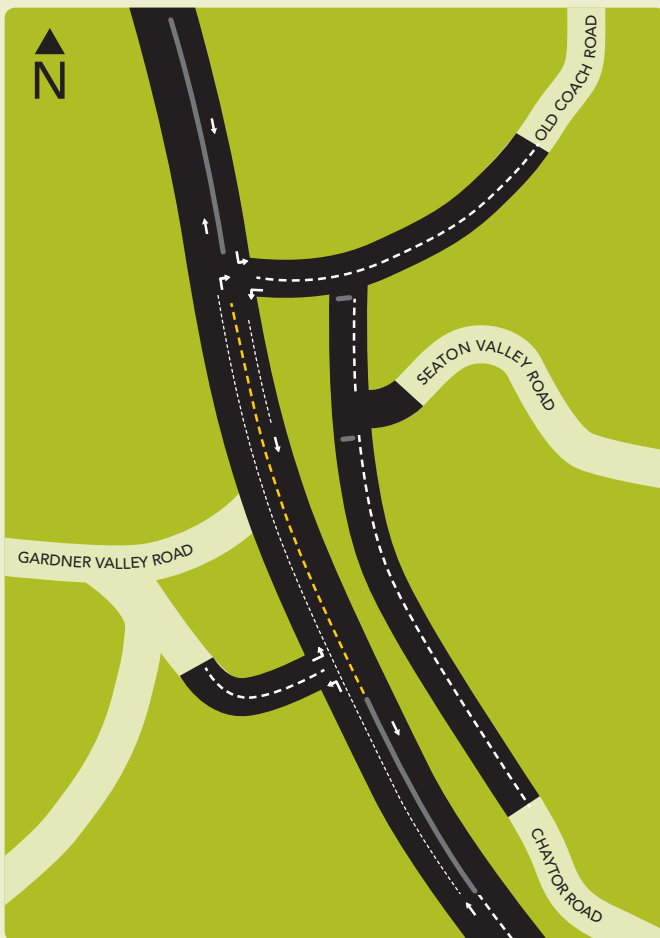 N
OLD COACH ROAD
SEATON VALLEY ROAD
GARDNER VALLEY ROAD
CHAYTOR ROAD